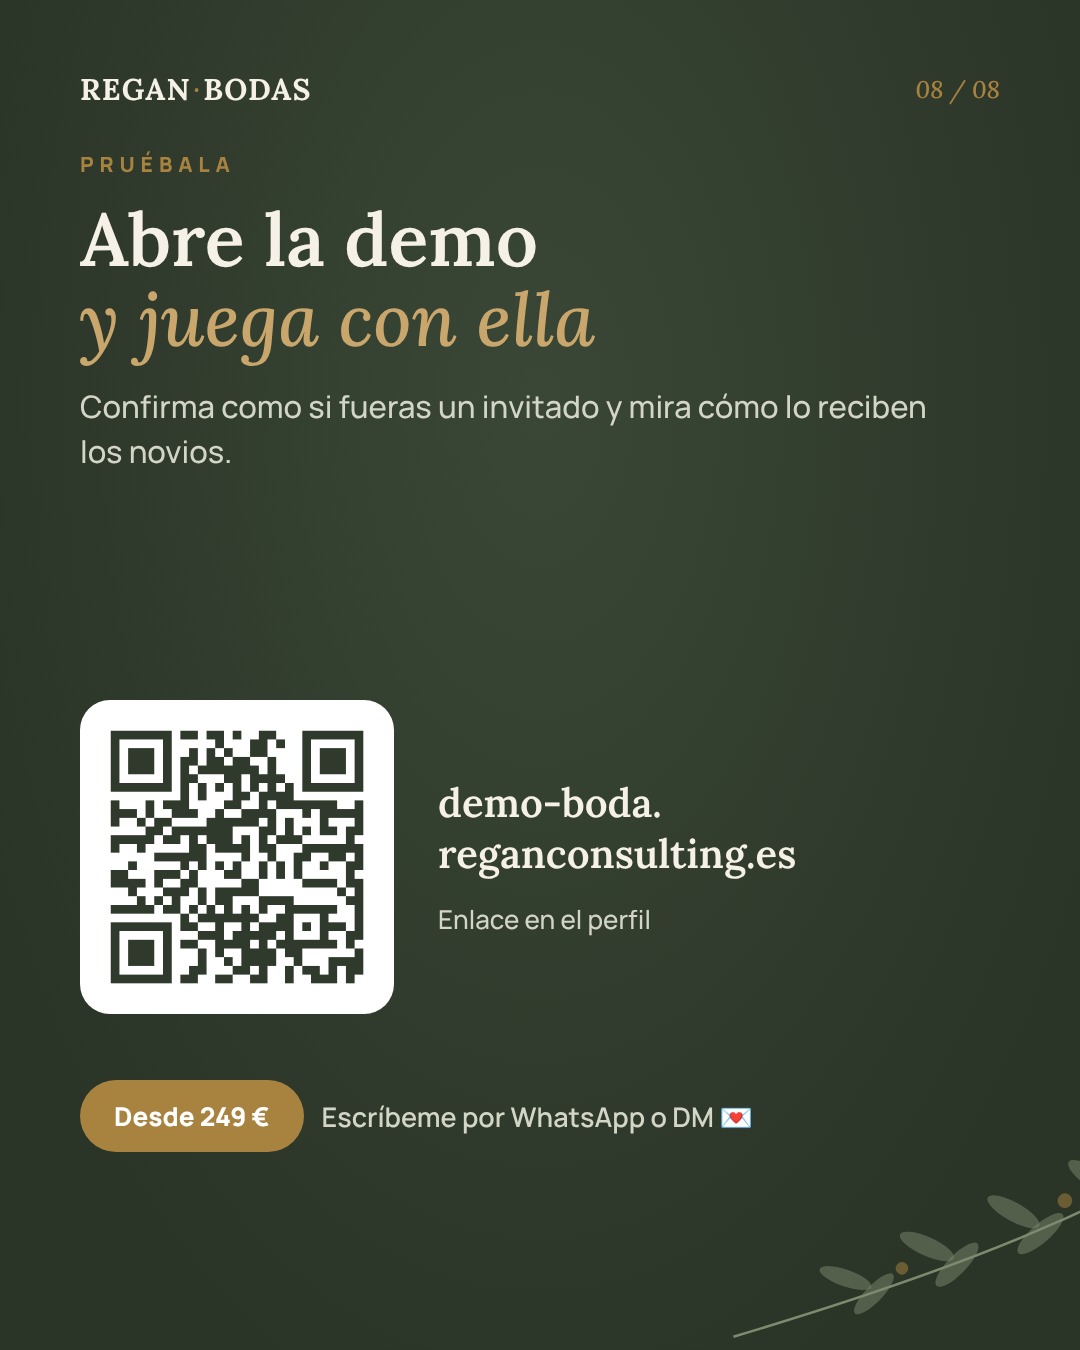 REGAN·BODAS
08 / 08
PRUÉBALA
Abre la demo
y juega con ella
Confirma como si fueras un invitado y mira cómo lo reciben
los novios.
demo-boda.
reganconsulting.es
Enlace en el perfil
Desde 249 €
Escríbeme por WhatsApp o DM 💌